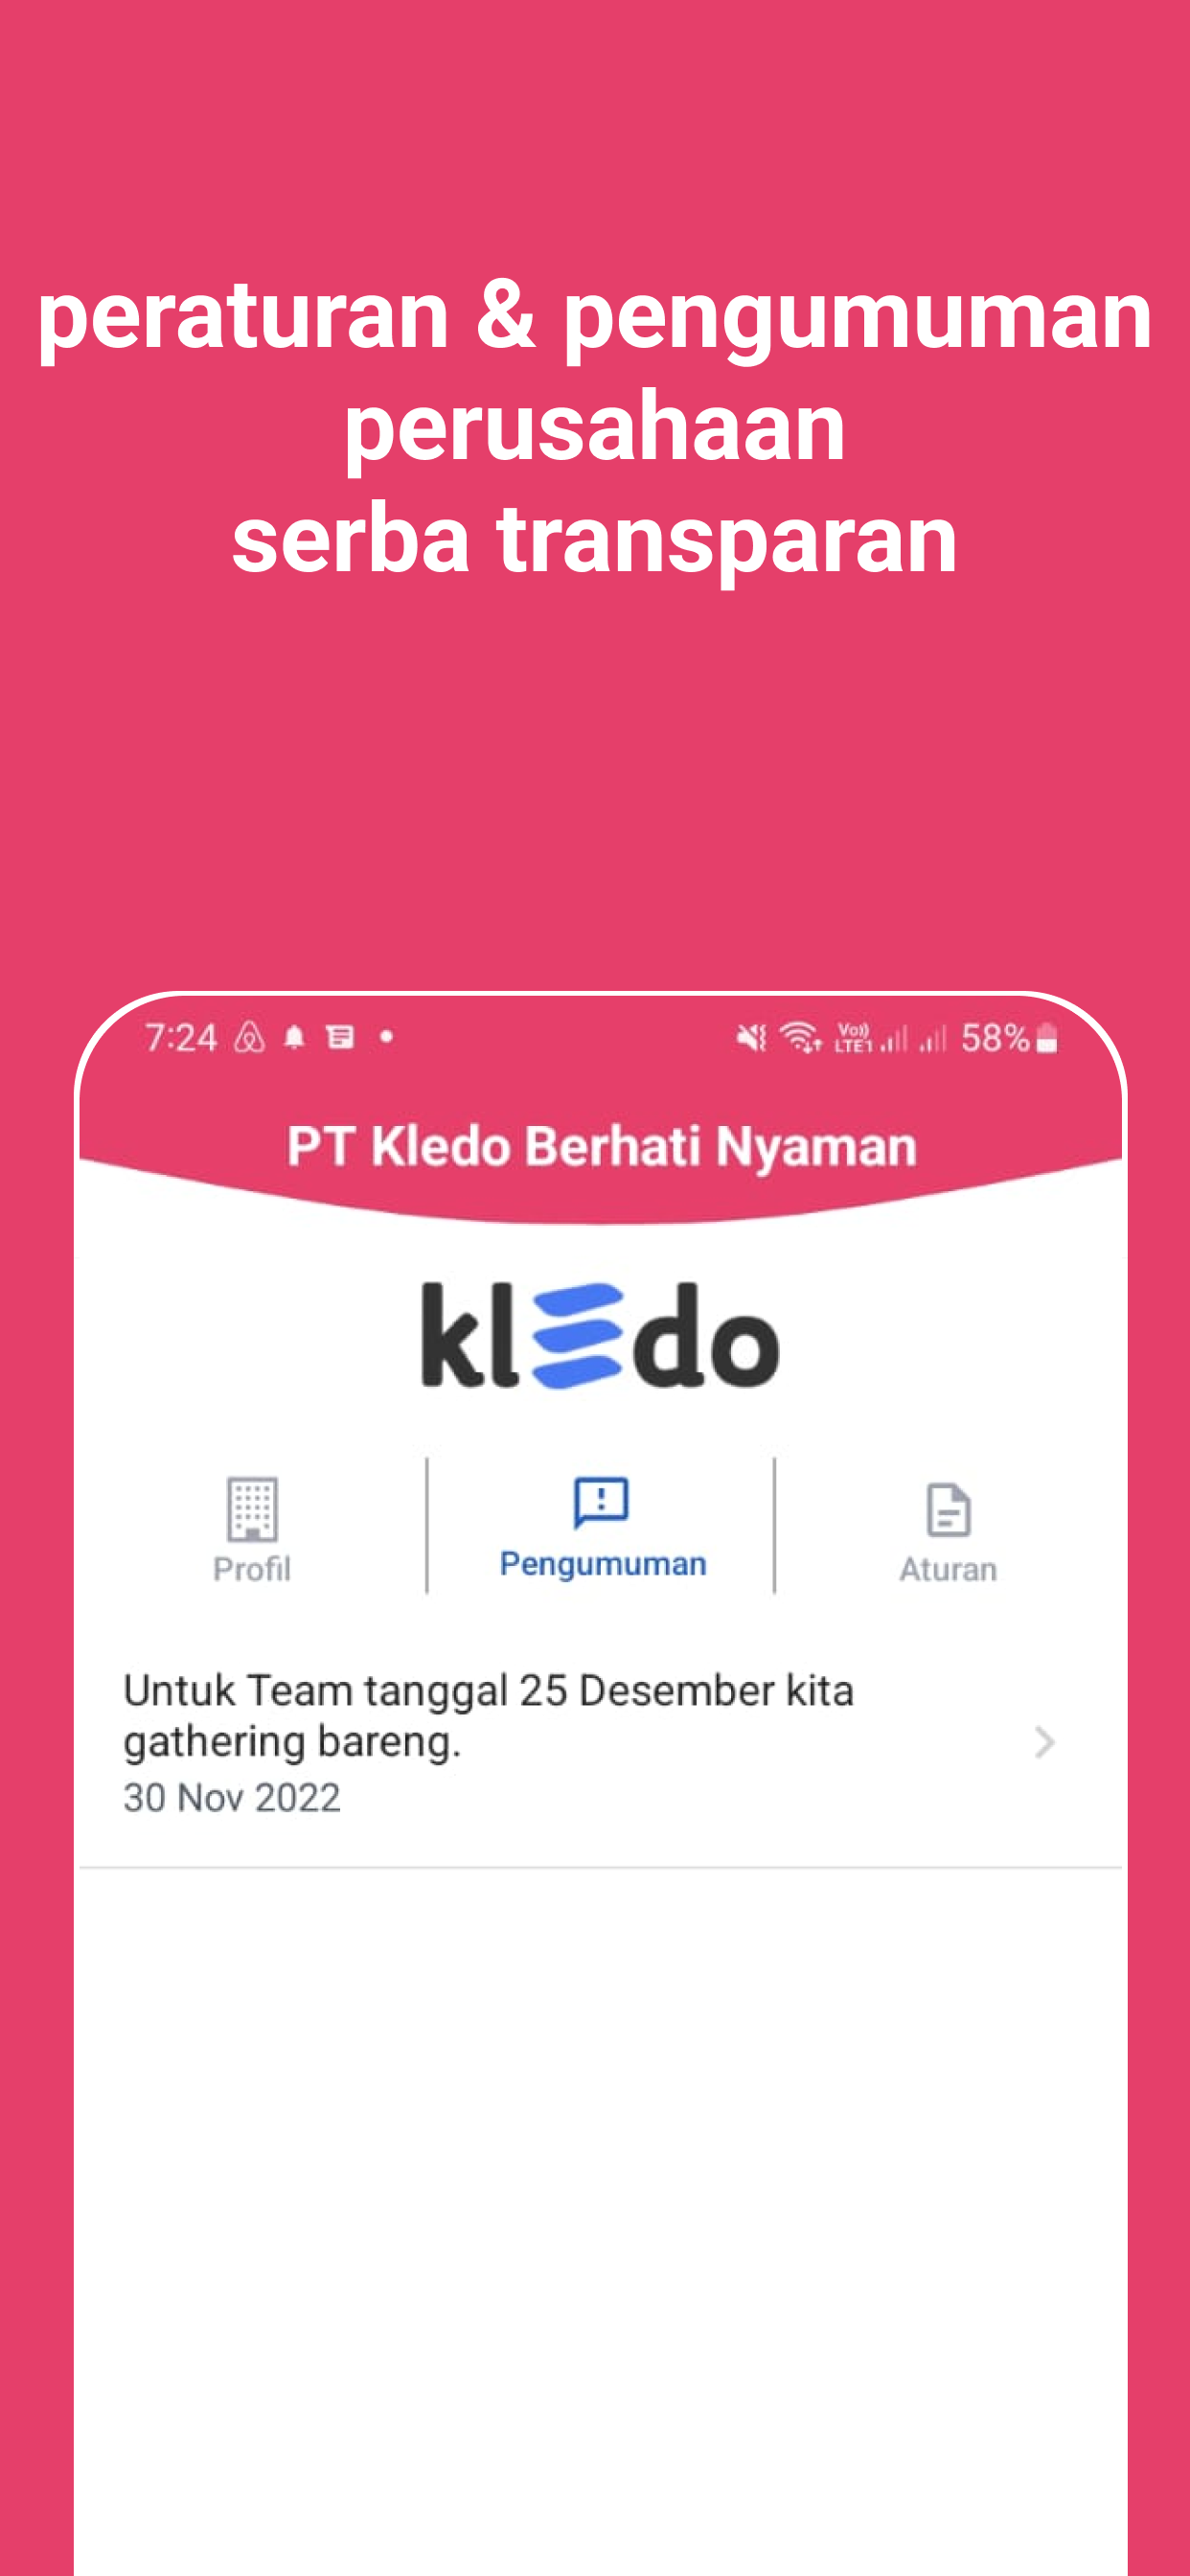 peraturan & pengumuman
perusahaan
serba transparan
7:24
Vo))
LTE1
58%
PT Kledo Berhati Nyaman
kledo
Profil
Pengumuman
Aturan
Untuk Team tanggal 25 Desember kita
gathering bareng.
30 Nov 2022